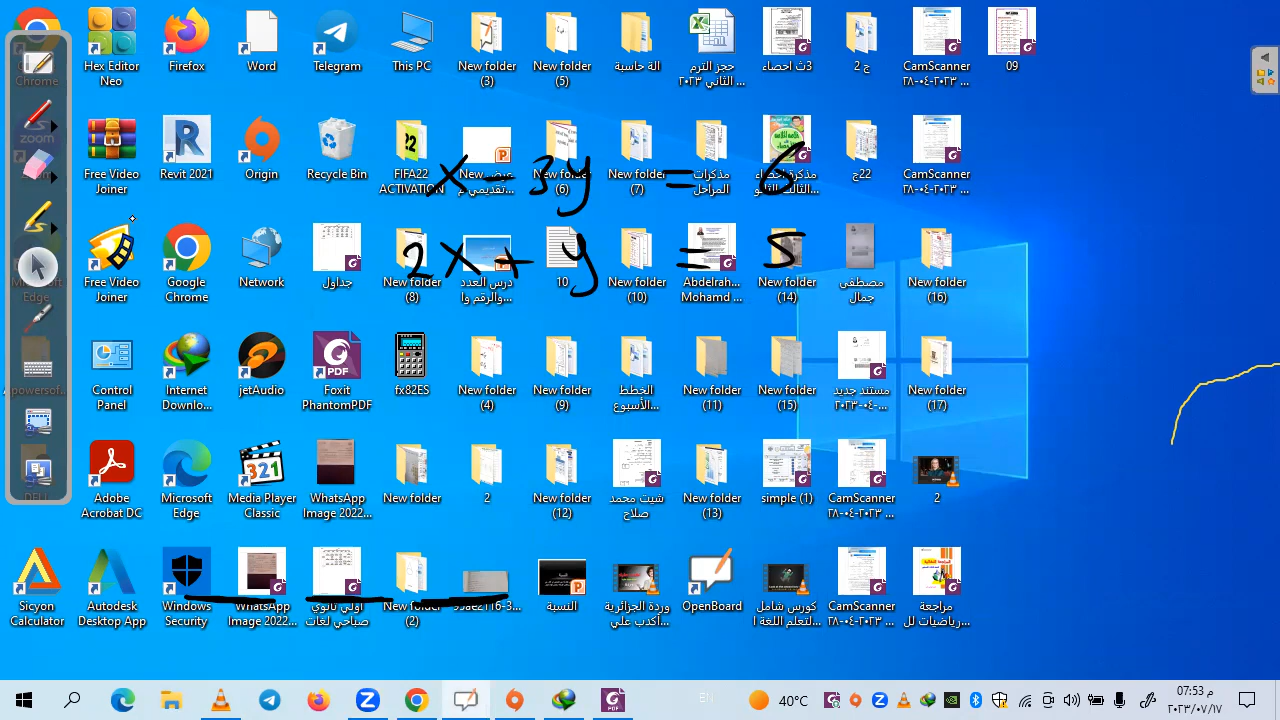 Chrome
Hex Editor Neo
Firefox
Word
Telegram
This PC
New folder (3)
New folder (5)
الة حاسبة
حجز الترم الثاني ٢٠٢٣ ...
3ث احصاء
ج 2
CamScanner ٢٨-٠٤-٢٠٢٣ ...
09
zoom
Free Video Joiner
Revit 2021
Origin
Recycle Bin
FIFA22 ACTIVATION
New folder (6)
New folder (7)
مذكرات المراحل
ج22
CamScanner ٢٨-٠٤-٢٠٢٣ ...
x - 3y = 6
Microsoft Edge
Free Video Joiner
Google Chrome
Network
جداول
New folder (8)
درس العدد والرقم وا...
10
New folder (10)
Abdelrah... Mohamd ...
New folder (14)
مصطفى جمال
New folder (16)
2x + y = 5
Apowersof...
Control Panel
Internet Downlo...
jetAudio
Foxit PhantomPDF
fx82ES
New folder (4)
New folder (9)
الخطط الأسبوع...
New folder (11)
New folder (15)
مستند جديد ...-٠٤-٢٠٢٣
New folder (17)
DELL
Adobe Acrobat DC
Microsoft Edge
Media Player Classic
WhatsApp Image 2022...
New folder
2
New folder (12)
شيت محمد صلاح
New folder (13)
simple (1)
CamScanner ٢٨-٠٤-٢٠٢٣ ...
2
Sicyon Calculator
Autodesk Desktop App
Windows Security
WhatsApp Image 2022...
اولي ثانوي صباحي لغات
New folder (2)
النسبة
وردة الجزائرية اكدب علي...
OpenBoard
كورس شامل لتعلم اللغة ا...
CamScanner ٢٨-٠٤-٢٠٢٣ ...
مراجعة رياضيات لل...
EN
40°C
07:53 م
٢٠٢٣/٠٧/١٧